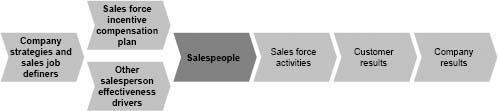 Company
strategies and
sales job
definers
Sales force
incentive
compensation
plan
Other
salesperson
effectiveness
drivers
Salespeople
Sales force
activities
Customer
results
Company
results